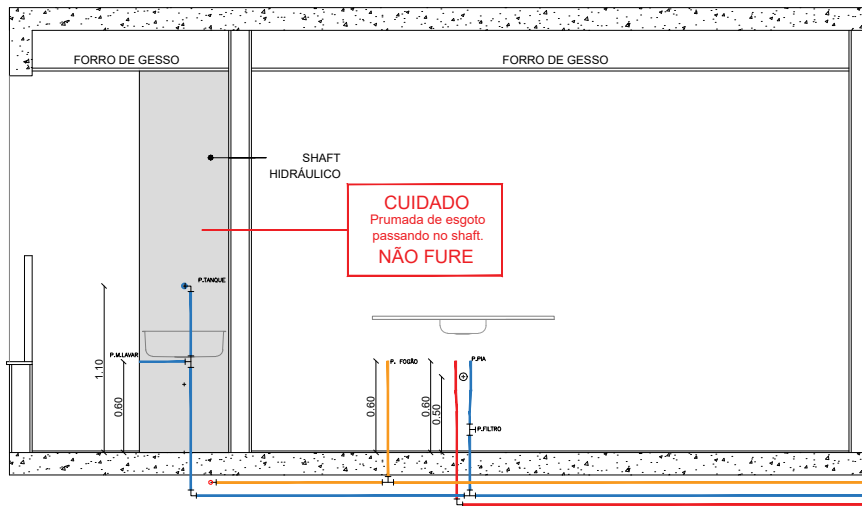 FORRO DE GESSO
FORRO DE GESSO
SHAFT
HIDRÁULICO
CUIDADO
Prumada de esgoto
passando no shaft.
NÃO FURE
P.TANQUE
P.M.LAVAR
1.10
0.60
P. FOGÃO
0.60
0.60
0.50
P.PIA
P.FILTRO